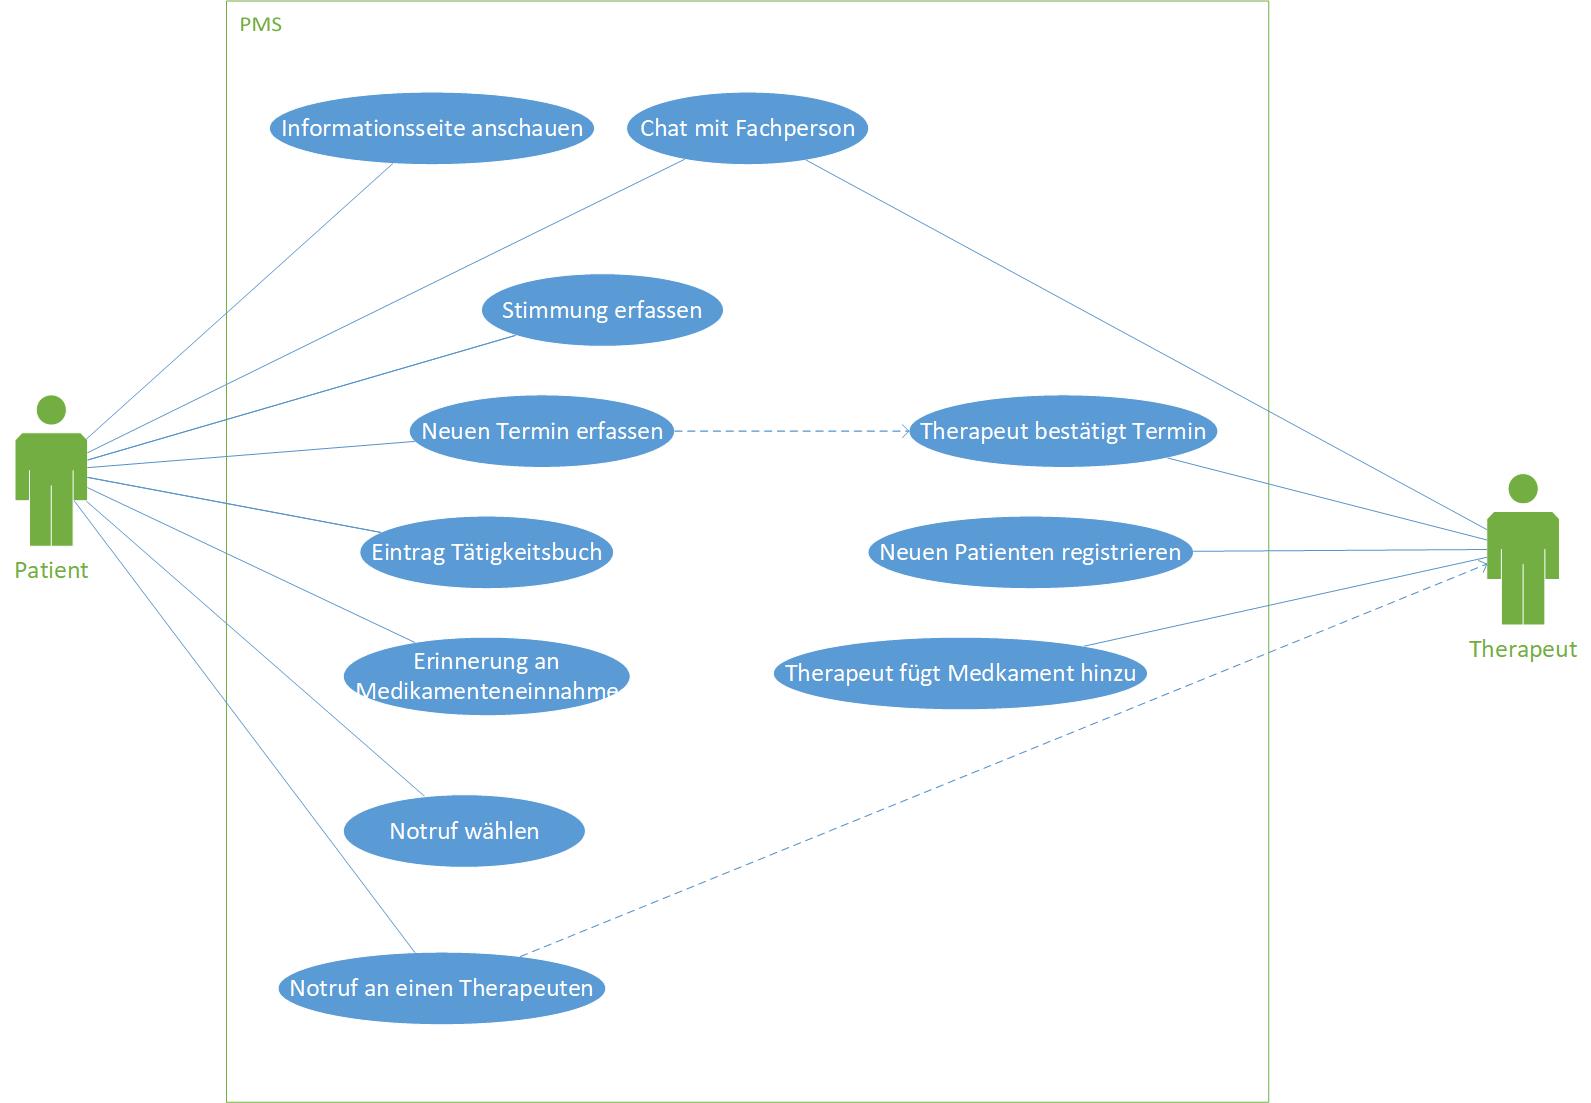 PMS
Informationsseite anschauen
Chat mit Fachperson
Stimmung erfassen
Neuen Termin erfassen
Therapeut bestätigt Termin
Eintrag Tätigkeitsbuch
Neuen Patienten registrieren
Patient
Erinnerung an
Medikamenteneinnahme
Therapeut fügt Medkament hinzu
Therapeut
Notruf wählen
Notruf an einen Therapeuten